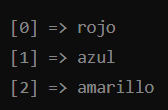 [0] => rojo
[1] => azul
[2] => amarillo